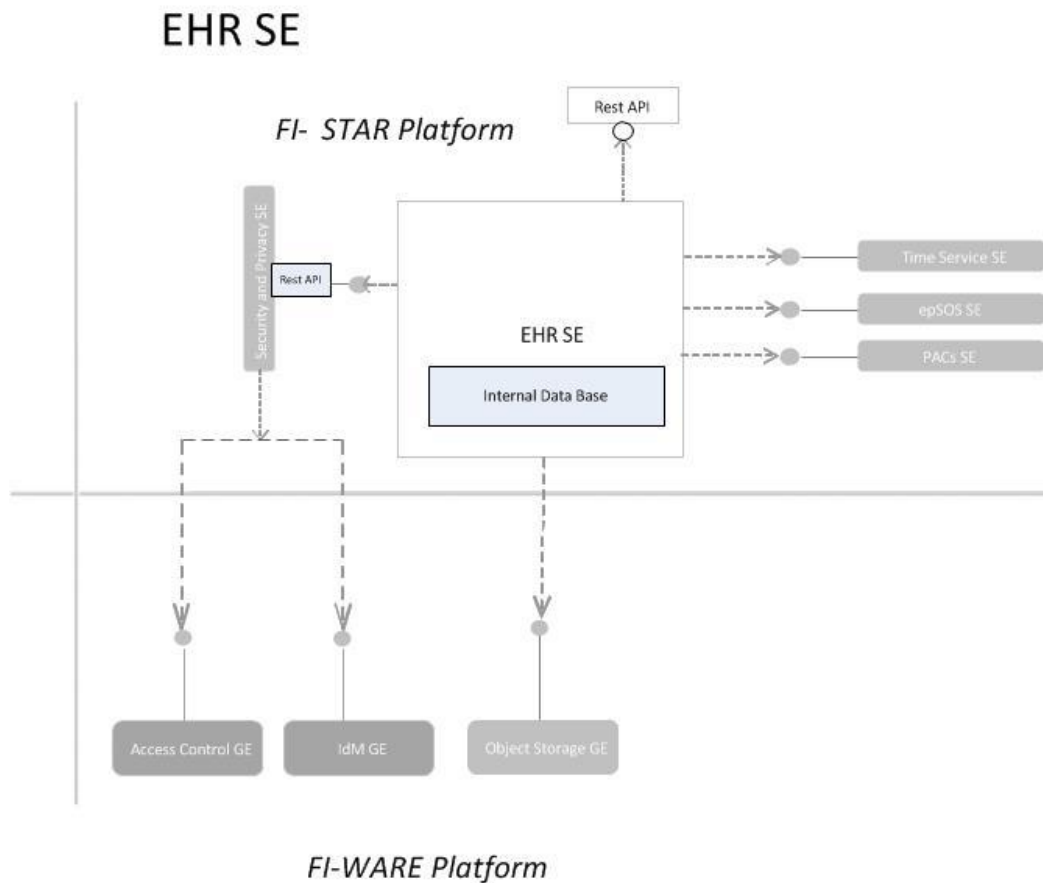 EHR SE
FI- STAR Platform
Rest API
Security and Privacy SE
Rest API
Time Service SE
epSOS SE
PACs SE
EHR SE
Internal Data Base
Access Control GE
IdM GE
Object Storage GE
FI-WARE Platform